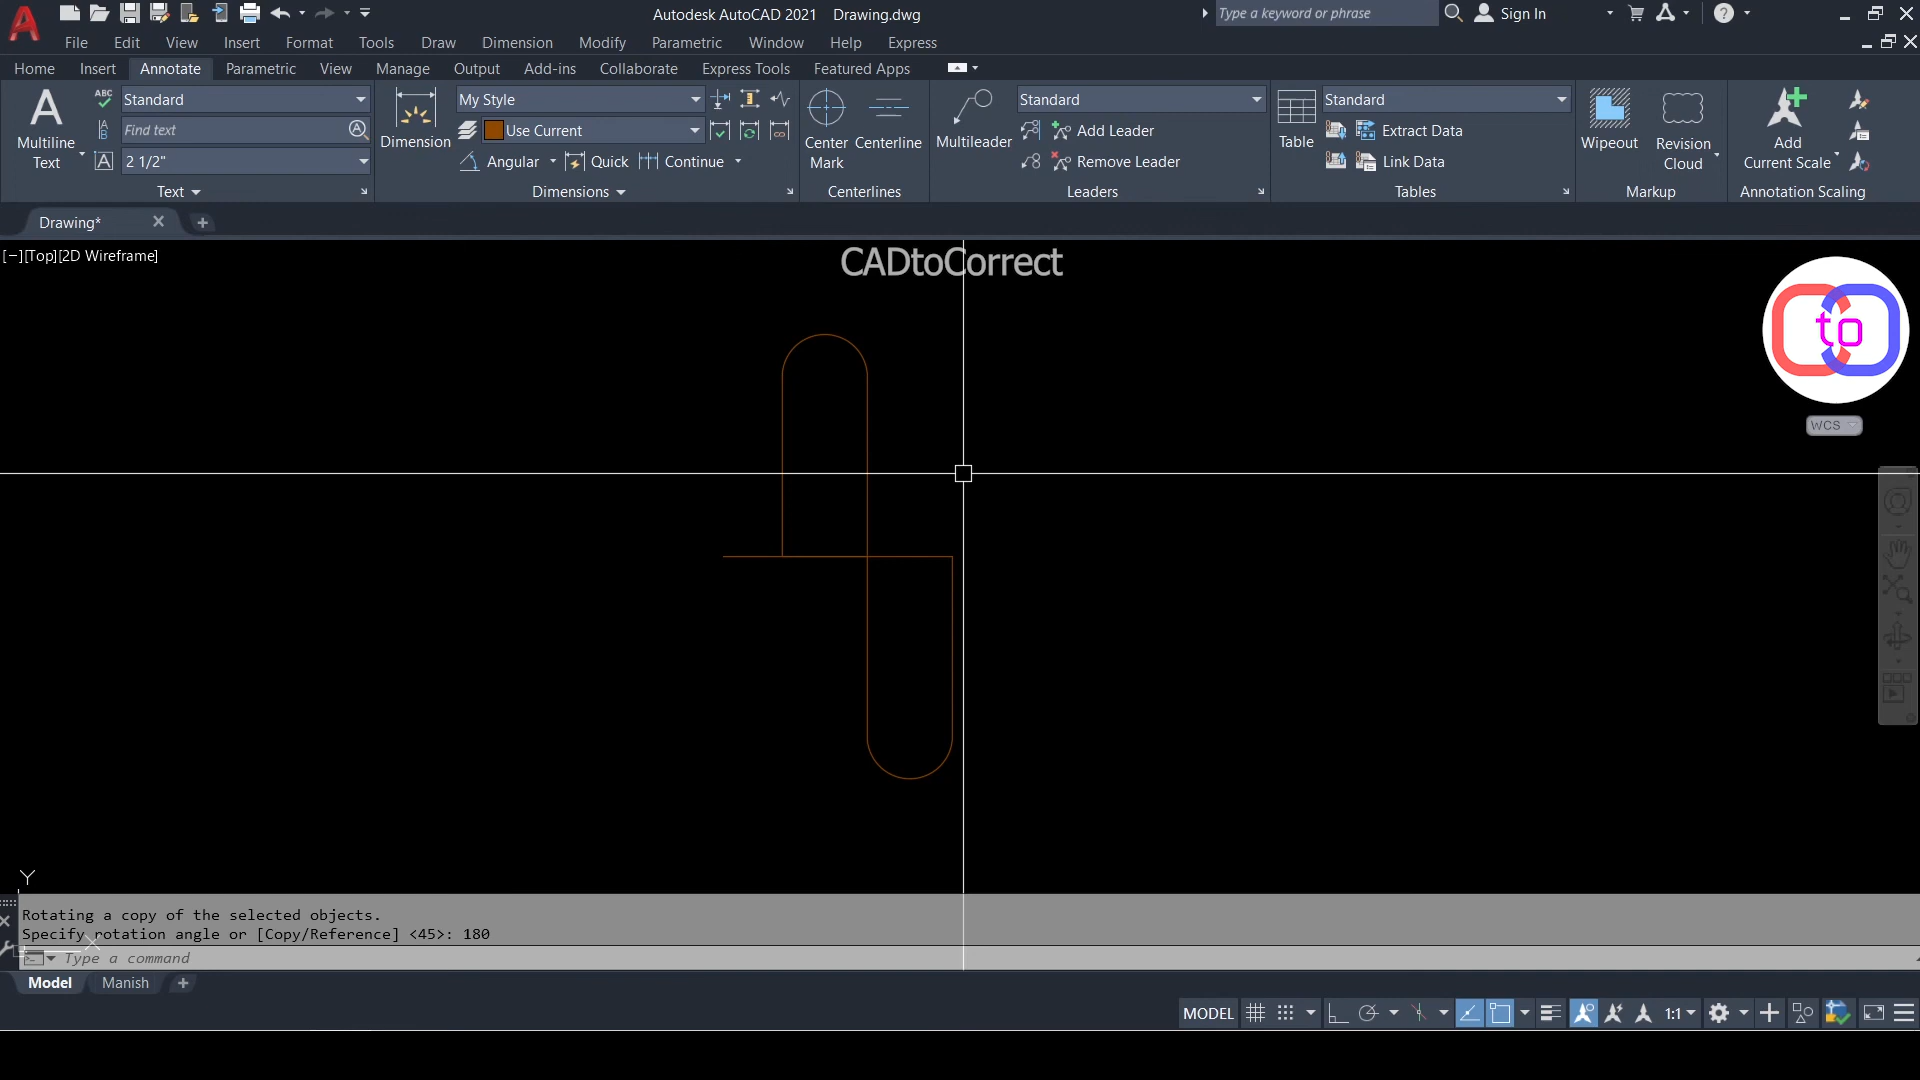 Autodesk AutoCAD 2021 Drawing.dwg
Type a keyword or phrase
Sign In
File Edit View Insert Format Tools Draw Dimension Modify Parametric Window Help Express
Home Insert Annotate Parametric View Manage Output Add-ins Collaborate Express Tools Featured Apps
Multiline Text
ABC
Standard
Find text
2 1/2"
Text
Dimension
My Style
Use Current
Angular Quick Continue
Dimensions
Center Mark
Centerline
Centerlines
Multileader
Standard
Add Leader
Remove Leader
Leaders
Table
Standard
Extract Data
Link Data
Tables
Wipeout
Revision Cloud
Markup
Add Current Scale
Annotation Scaling
Drawing*
[−][Top][2D Wireframe]
CADtoCorrect
to
WCS
Y
Rotating a copy of the selected objects.
Specify rotation angle or [Copy/Reference] <45>: 180
Type a command
Model Manish
MODEL
1:1